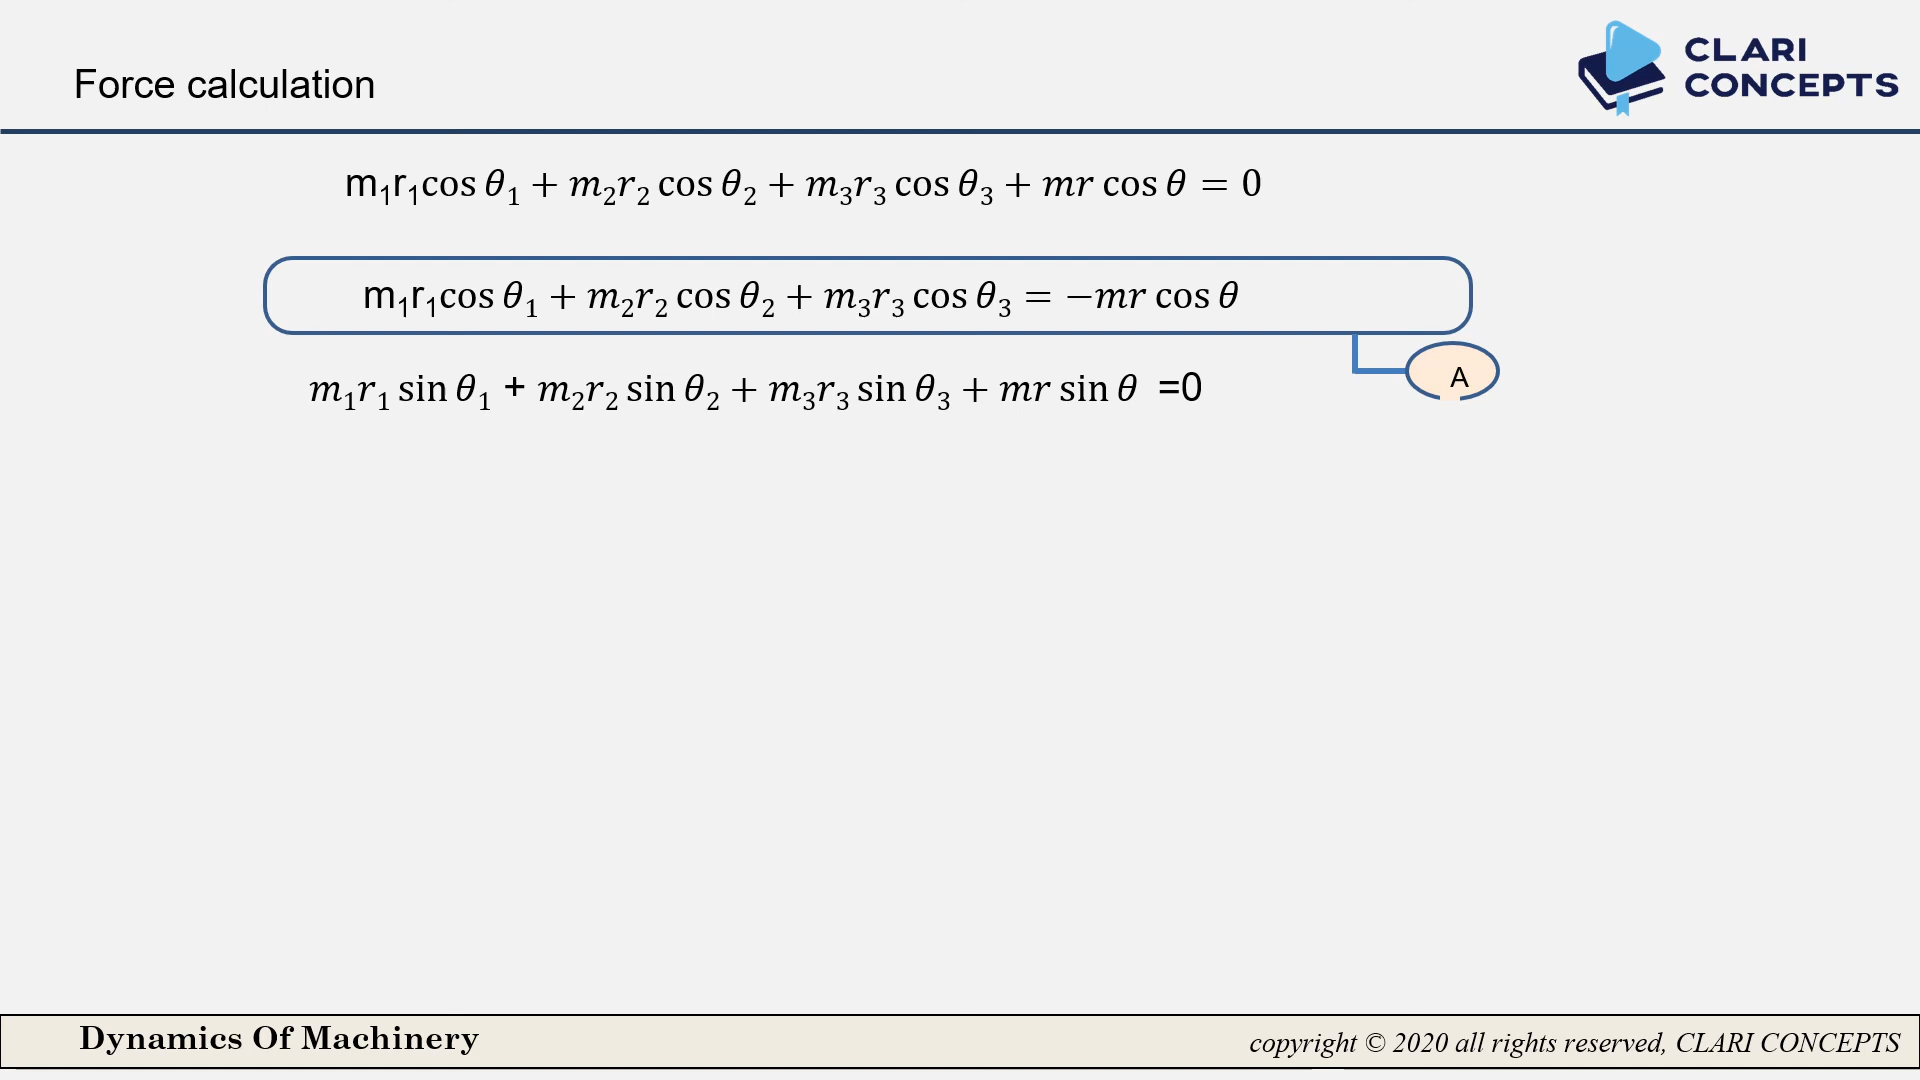 Force calculation
CLARI
CONCEPTS
m₁r₁cos θ₁ + m₂r₂ cos θ₂ + m₃r₃ cos θ₃ + mr cos θ = 0
m₁r₁cos θ₁ + m₂r₂ cos θ₂ + m₃r₃ cos θ₃ = −mr cos θ
A
m₁r₁ sin θ₁ + m₂r₂ sin θ₂ + m₃r₃ sin θ₃ + mr sin θ =0
Dynamics Of Machinery
copyright © 2020 all rights reserved, CLARI CONCEPTS